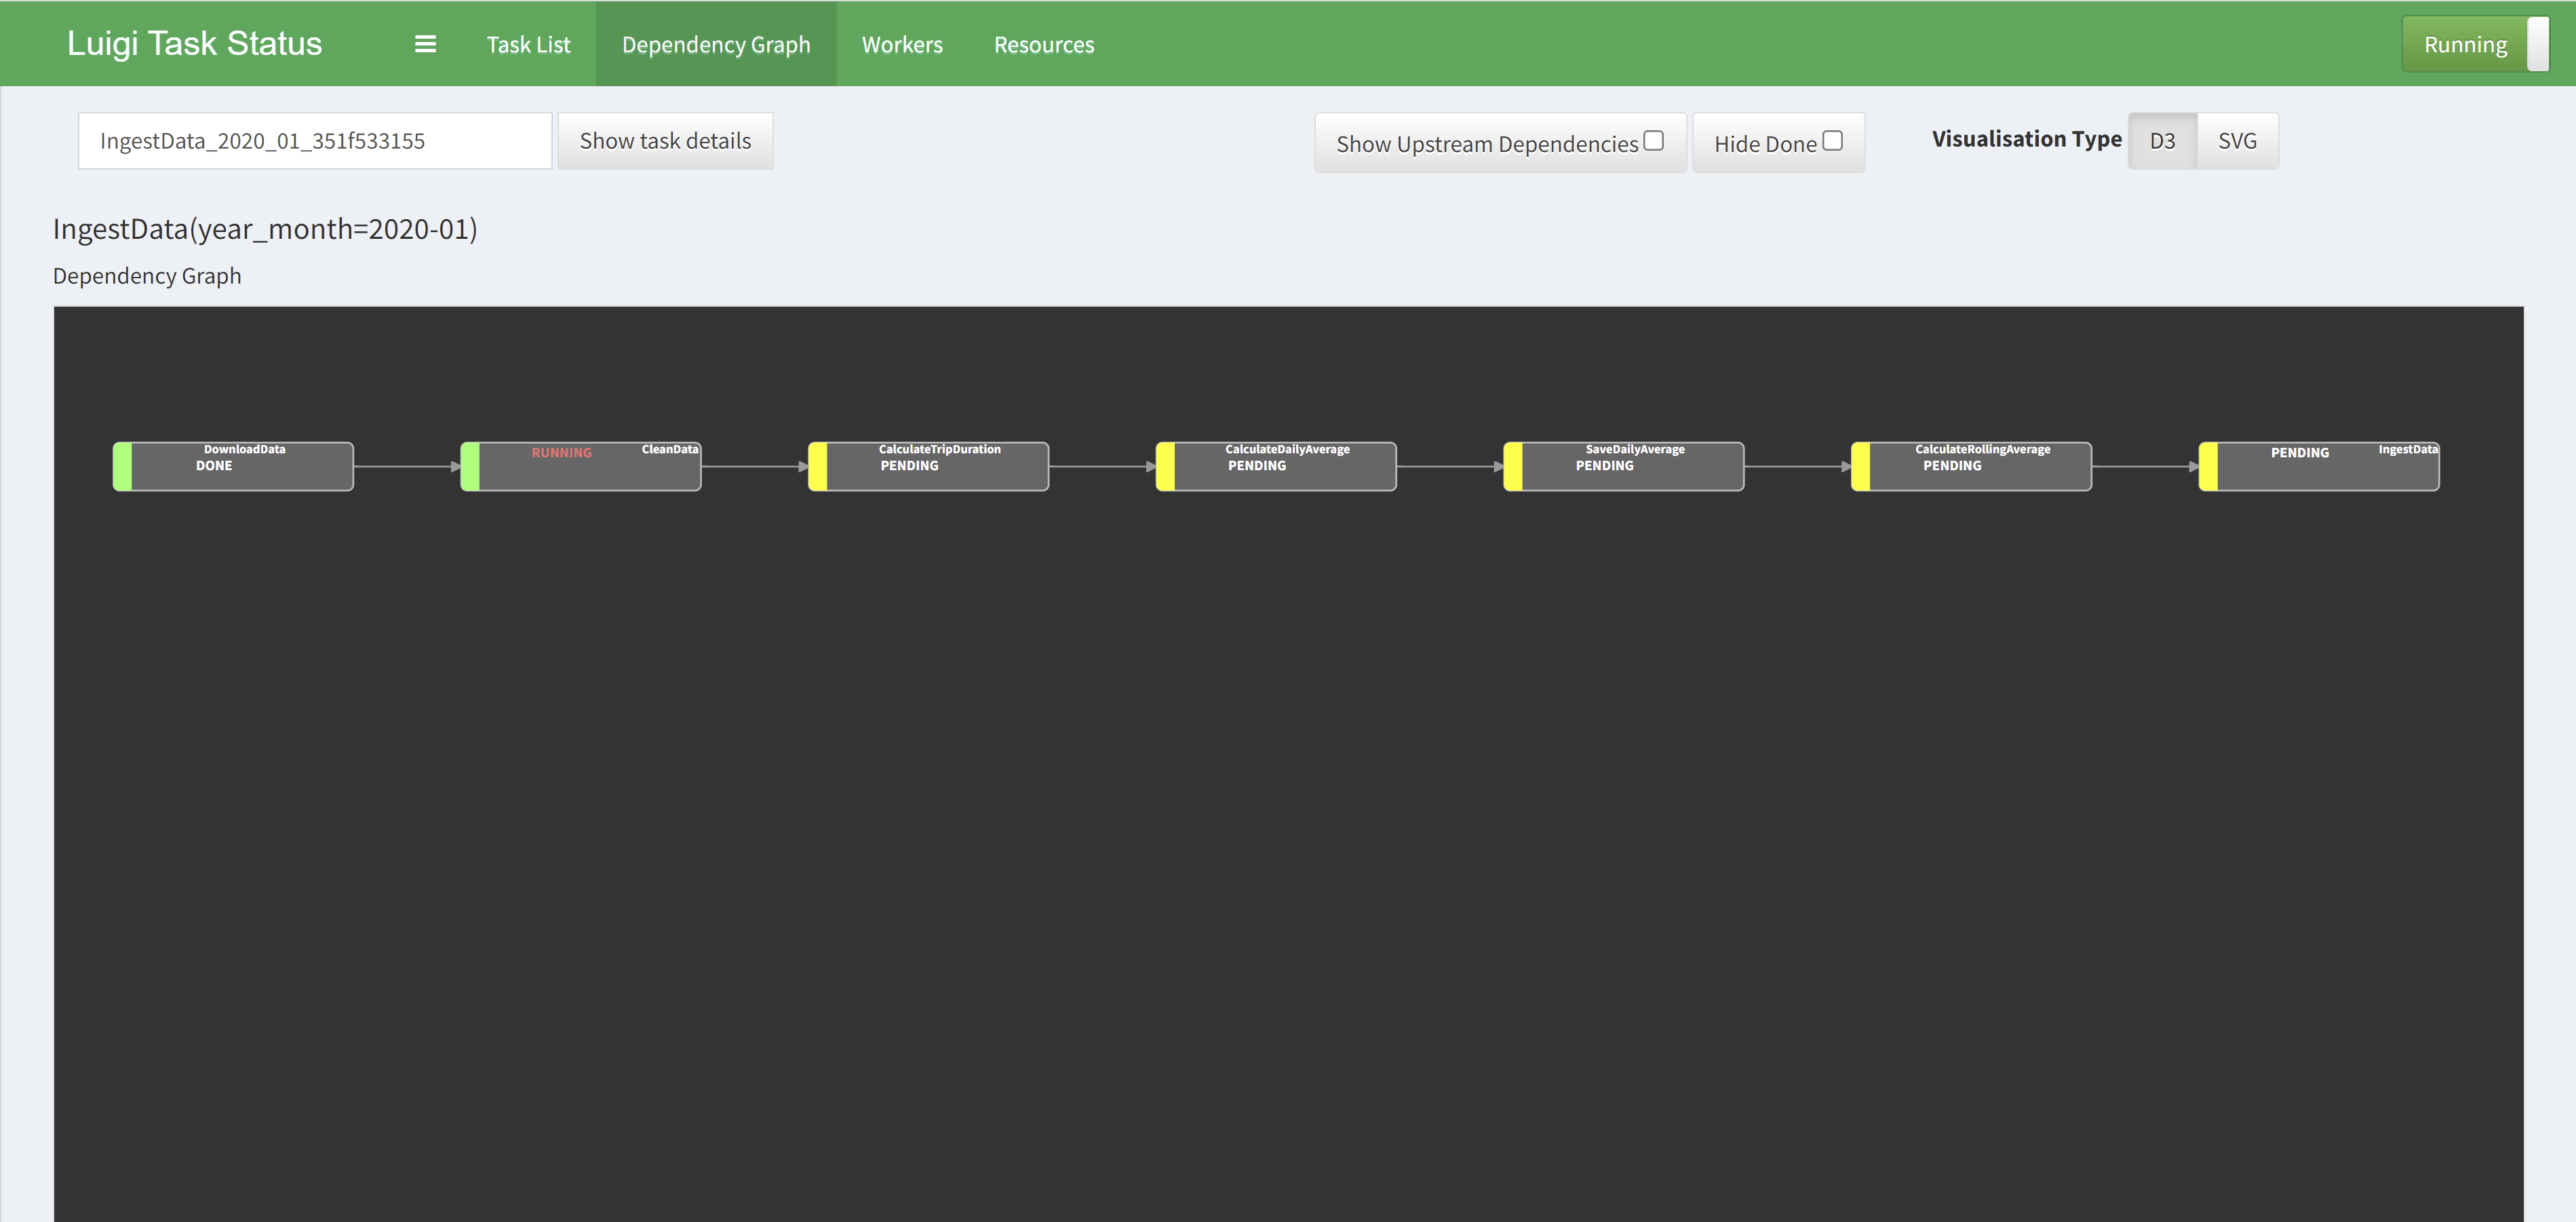 Luigi Task Status
Task List
Dependency Graph
Workers
Resources
Running
IngestData_2020_01_351f533155
Show task details
Show Upstream Dependencies
Hide Done
Visualisation Type
D3
SVG
IngestData(year_month=2020-01)
Dependency Graph
DownloadData
DONE
RUNNING
CleanData
CalculateTripDuration
PENDING
CalculateDailyAverage
PENDING
SaveDailyAverage
PENDING
CalculateRollingAverage
PENDING
PENDING
IngestData